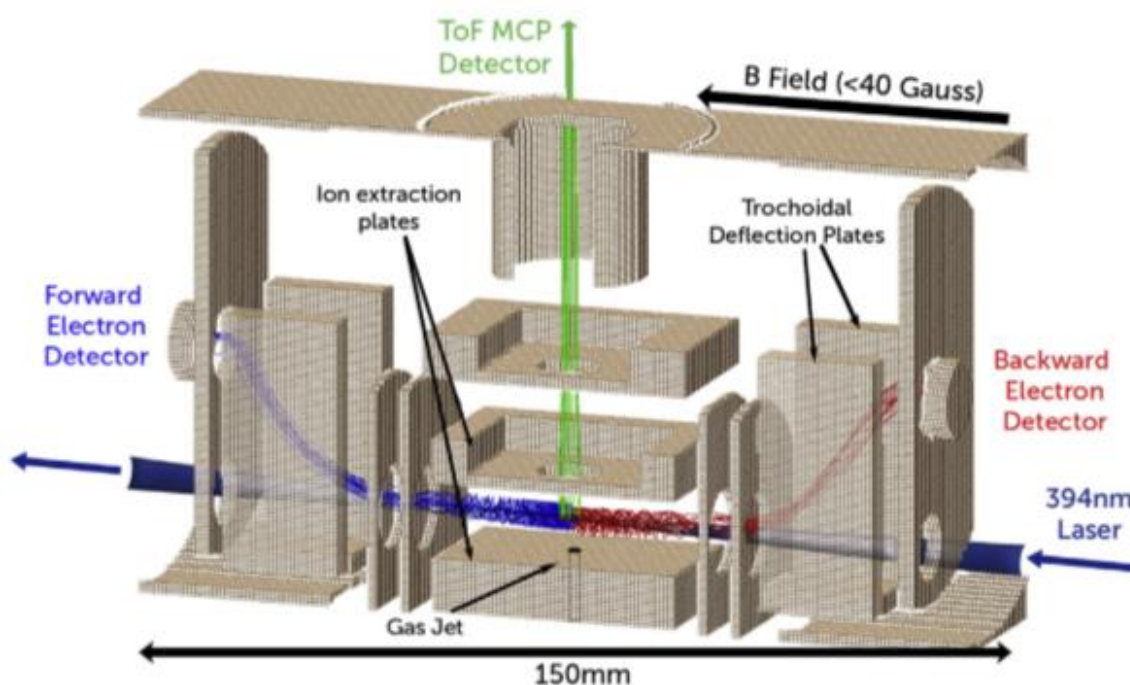 ToF MCP
Detector
B Field (<40 Gauss)
Ion extraction
plates
Trochoidal
Deflection Plates
Forward
Electron
Detector
Backward
Electron
Detector
394nm
Laser
Gas Jet
150mm